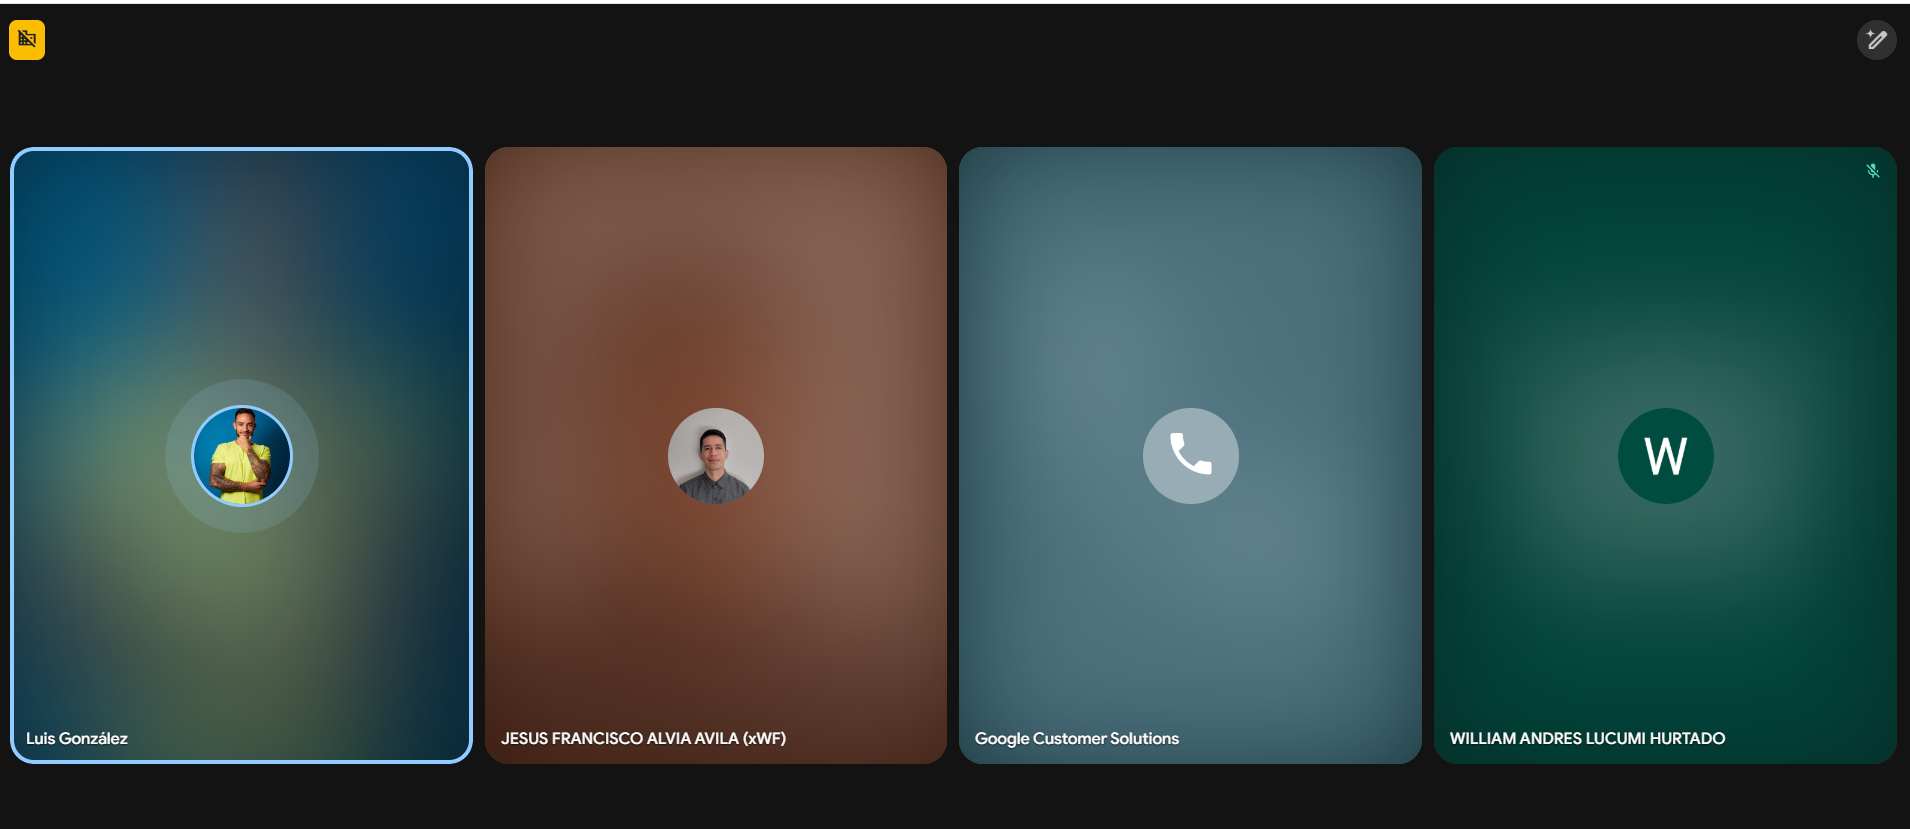 W
Luis González
JESUS FRANCISCO ALVIA AVILA (xWF)
Google Customer Solutions
WILLIAM ANDRES LUCUMI HURTADO